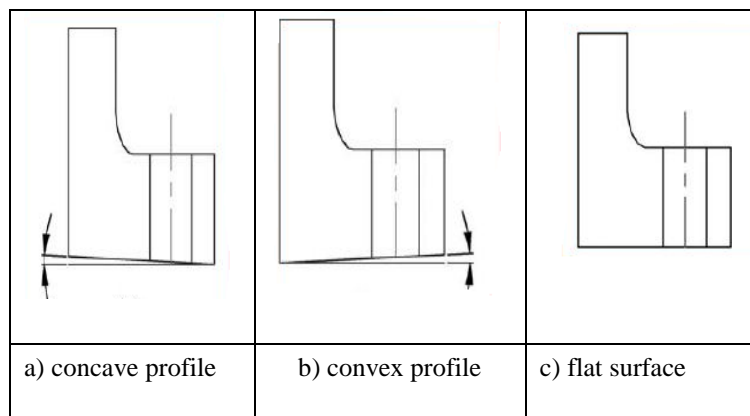 a) concave profile
b) convex profile
c) flat surface